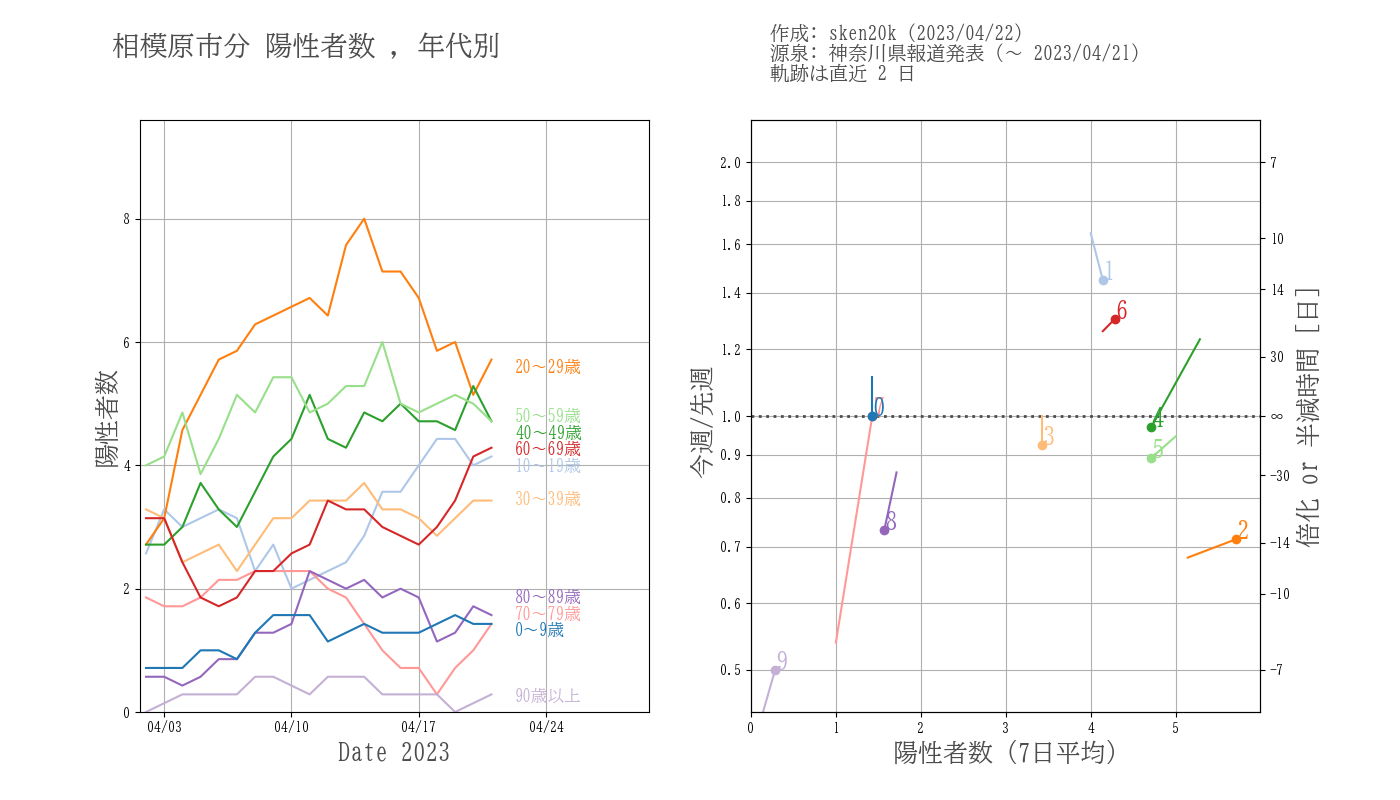 相模原市分 陽性者数 , 年代別
作成: sken20k (2023/04/22)
源泉: 神奈川県報道発表 (～ 2023/04/21)
軌跡は直近 2 日
陽性者数
8
6
4
2
0
04/03
04/10
04/17
04/24
Date 2023
20～29歳
50～59歳
40～49歳
60～69歳
10～19歳
30～39歳
80～89歳
70～79歳
0～9歳
90歳以上
今週/先週
2.0
1.8
1.6
1.4
1.2
1.0
0.9
0.8
0.7
0.6
0.5
0
1
2
3
4
5
陽性者数 (7日平均)
1
6
0
7
4
3
5
8
2
9
7
10
14
30
∞
−30
−14
−10
−7
倍化 or 半減時間 [日]